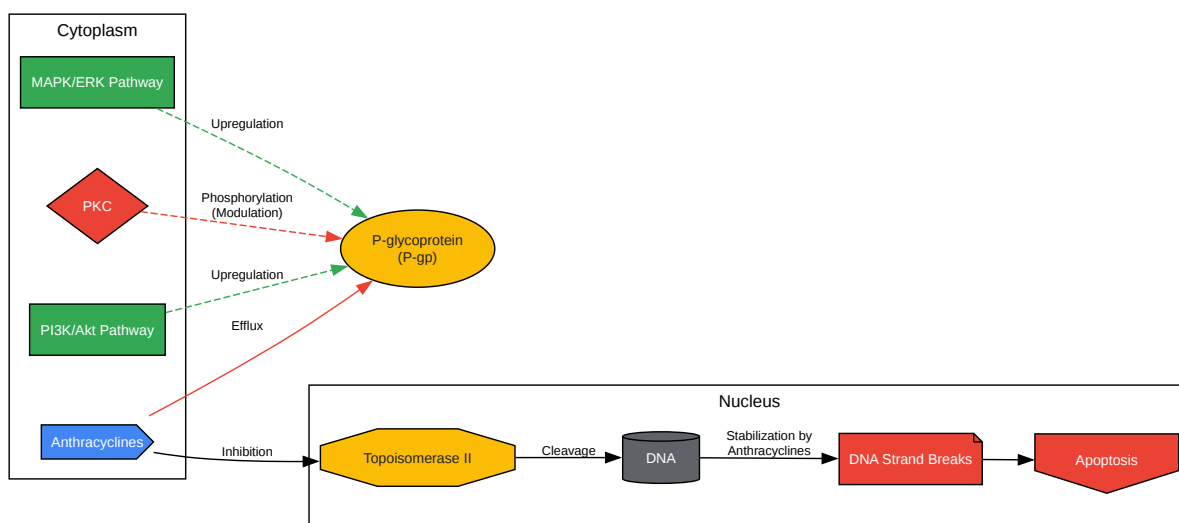 Cytoplasm
MAPK/ERK Pathway
Upregulation
PKC
Phosphorylation
(Modulation)
P-glycoprotein
(P-gp)
Upregulation
PI3K/Akt Pathway
Efflux
Anthracyclines
Inhibition
Nucleus
Topoisomerase II
Cleavage
DNA
Stabilization by
Anthracyclines
DNA Strand Breaks
Apoptosis